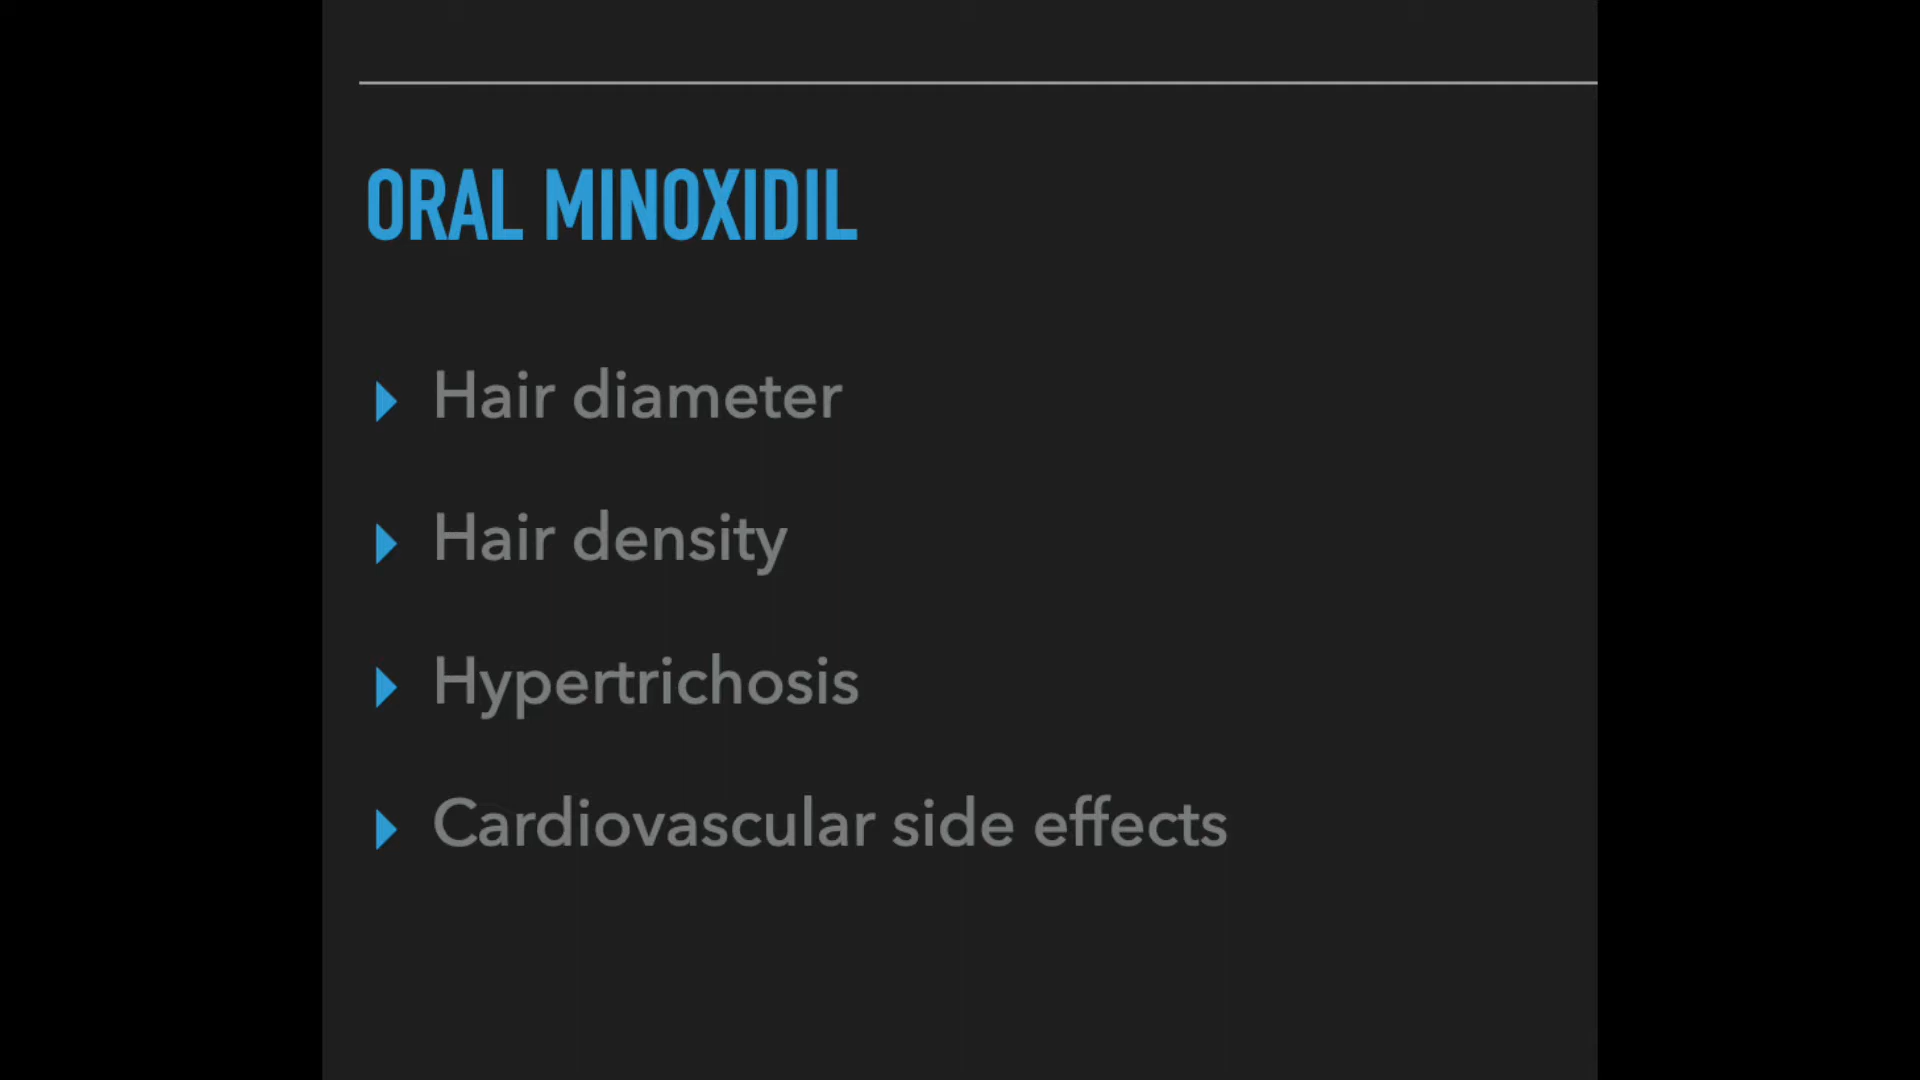 ORAL MINOXIDIL
Hair diameter
Hair density
Hypertrichosis
Cardiovascular side effects